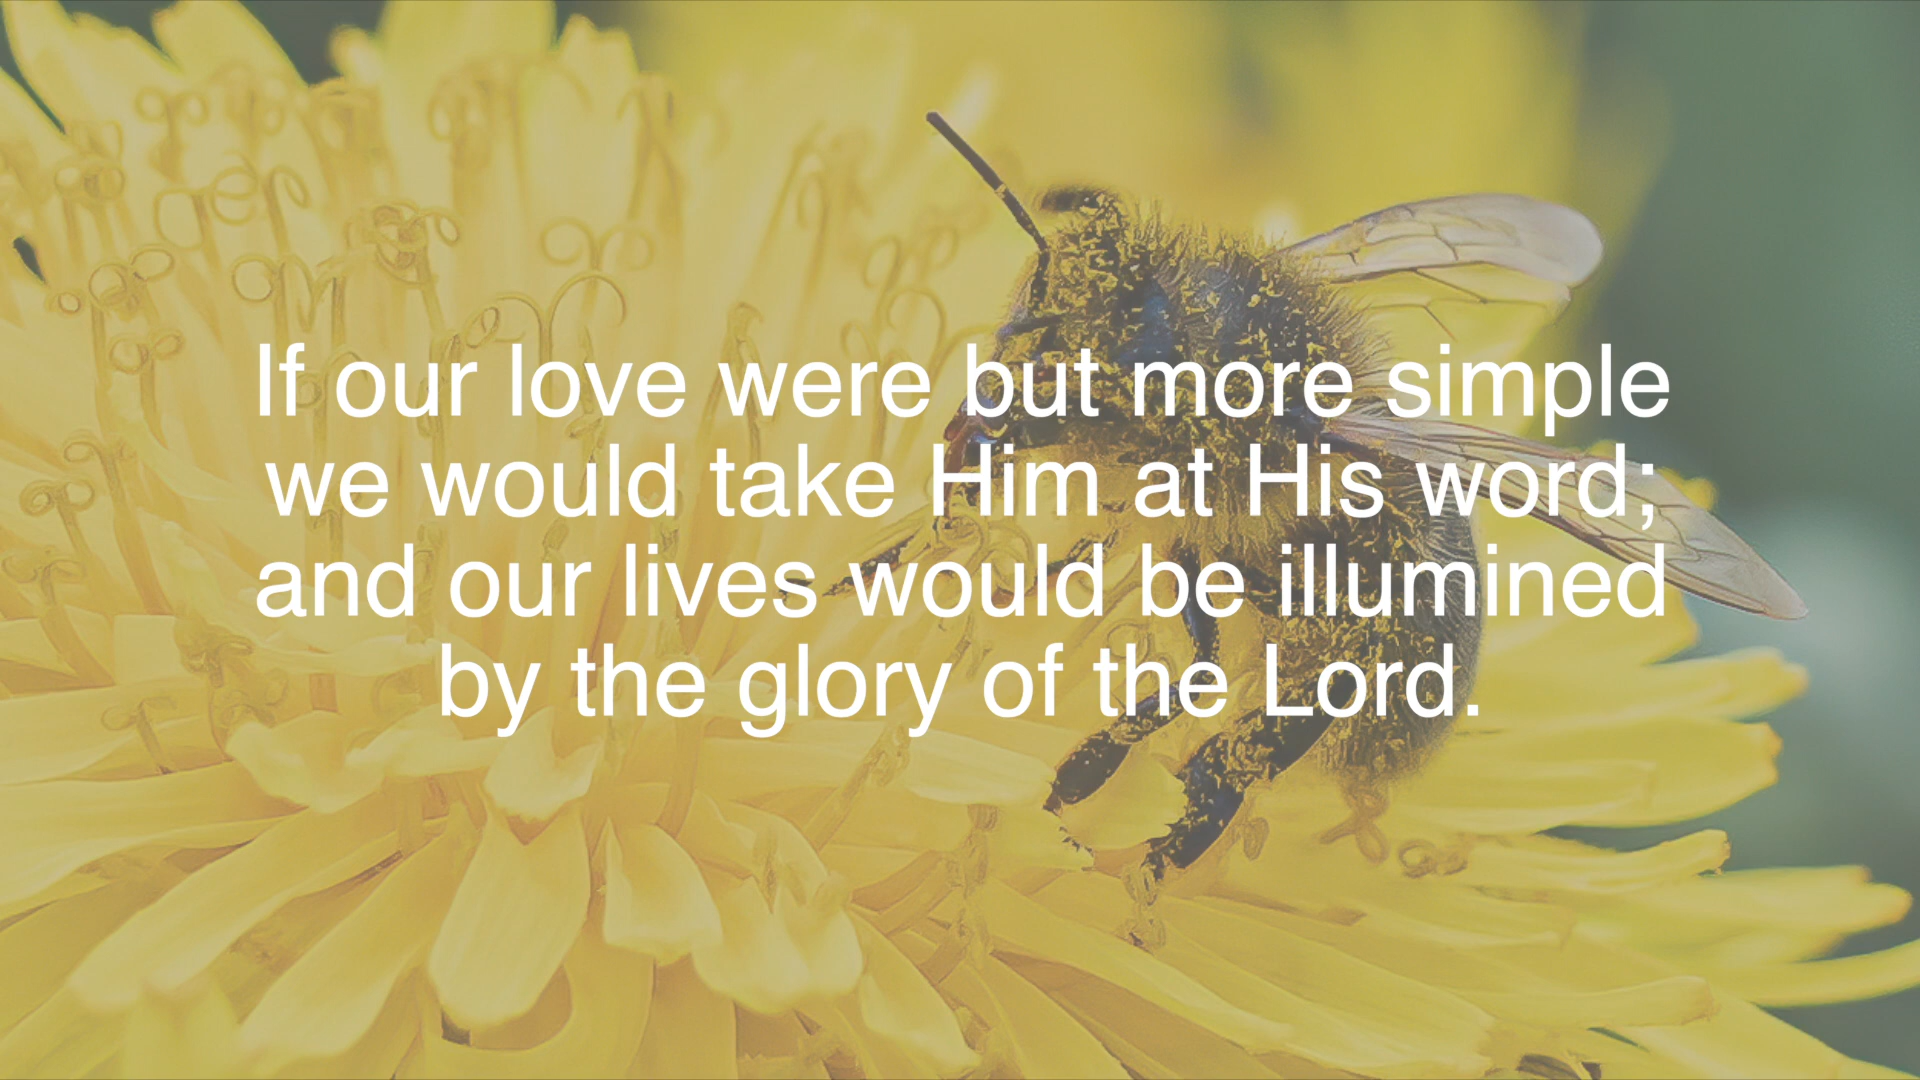 If our love were but more simple
we would take Him at His word;
and our lives would be illumined
by the glory of the Lord.